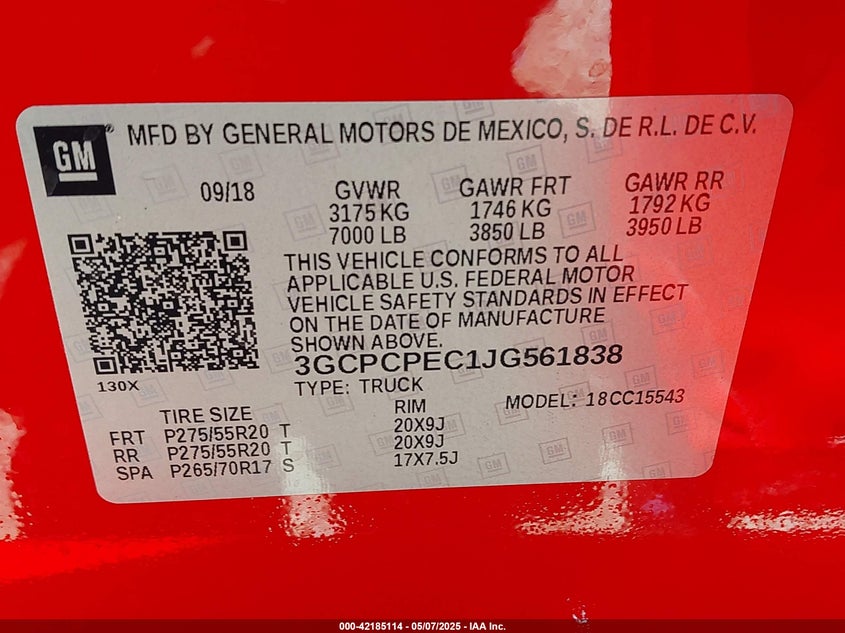 GM
MFD BY GENERAL MOTORS DE MEXICO, S. DE R.L. DE C.V.
09/18 GVWR GAWR FRT GAWR RR
3175 KG 1746 KG 1792 KG
7000 LB 3850 LB 3950 LB
THIS VEHICLE CONFORMS TO ALL
APPLICABLE U.S. FEDERAL MOTOR
VEHICLE SAFETY STANDARDS IN EFFECT
ON THE DATE OF MANUFACTURE
SHOWN ABOVE.
3GCPCPEC1JG561838
130X
TYPE: TRUCK MODEL: 18CC15543
TIRE SIZE RIM
FRT P275/55R20 T 20X9J
RR P275/55R20 T 20X9J
SPA P265/70R17 S 17X7.5J
000-42185114 - 05/07/2025 - IAA Inc.